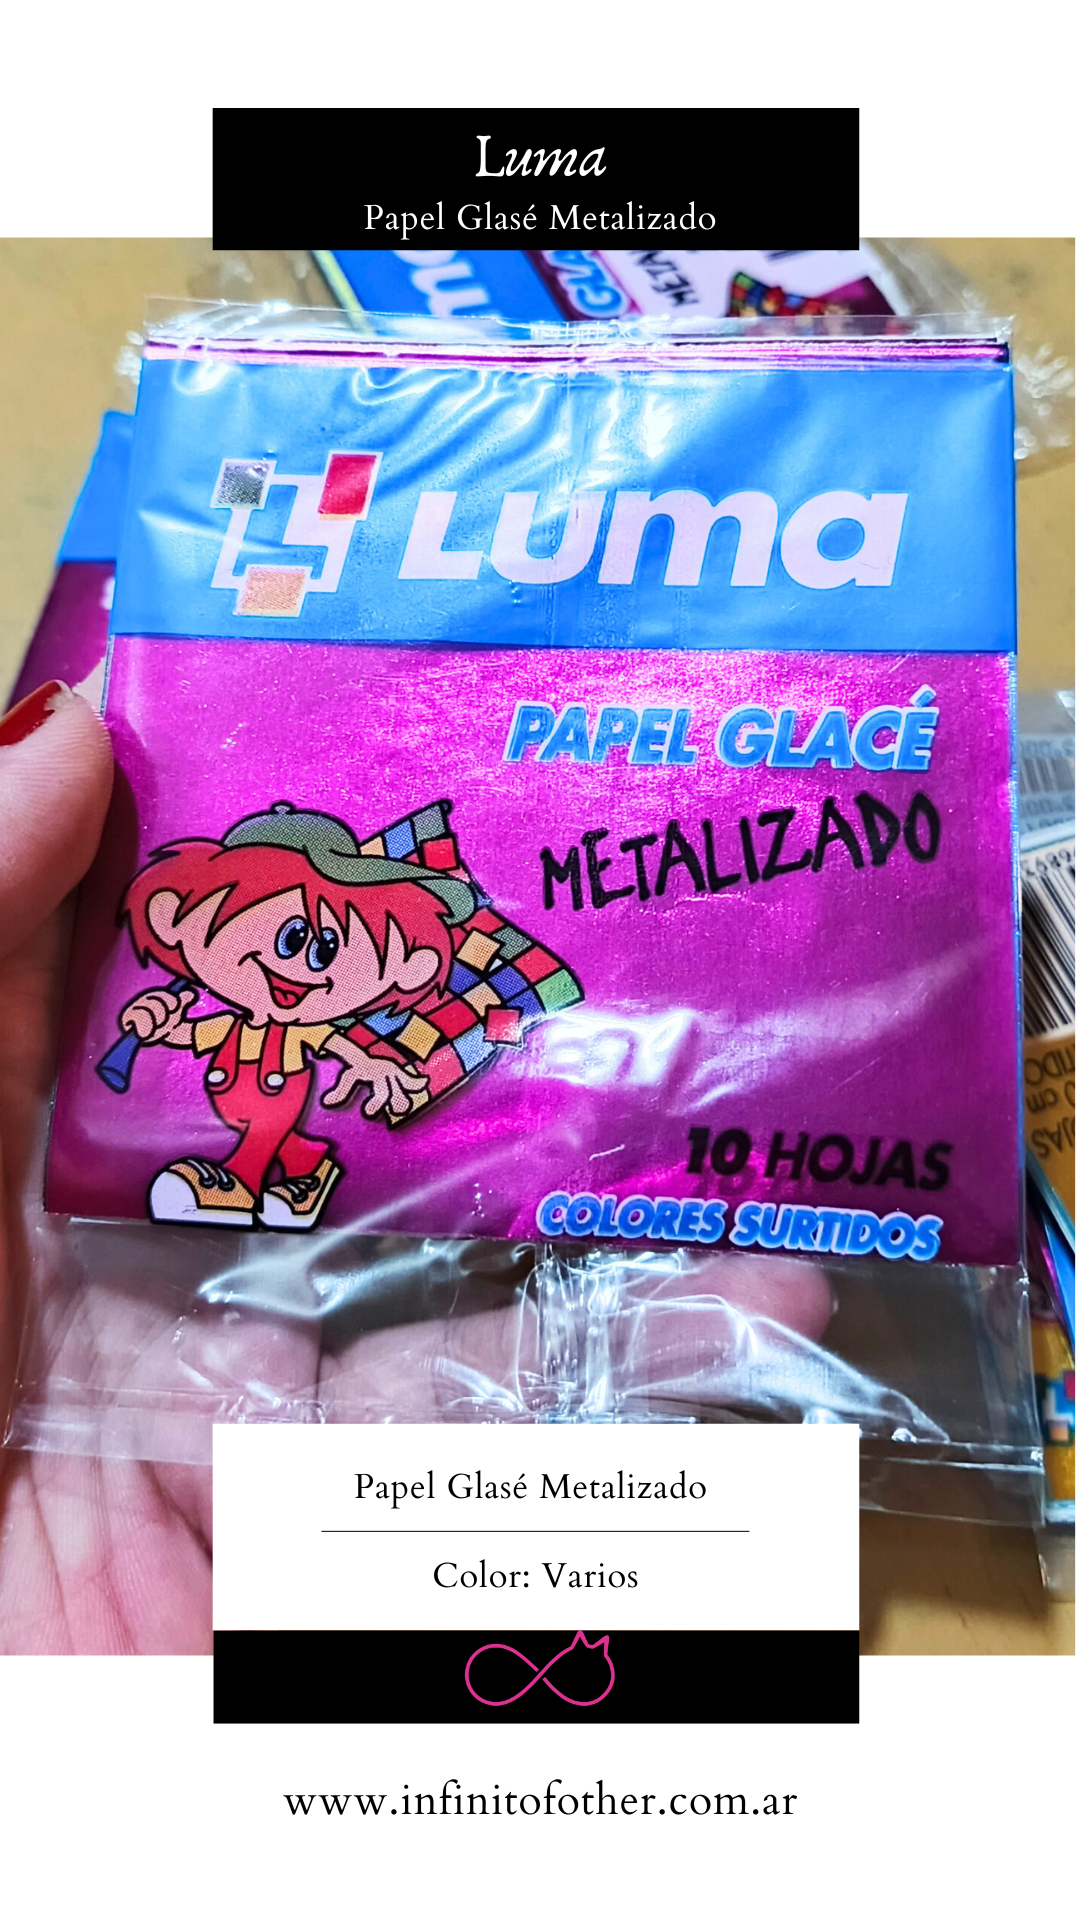 Luma
Papel Glasé Metalizado
Luma
PAPEL GLACÉ
METALIZADO
10 HOJAS
COLORES SURTIDOS
Papel Glasé Metalizado
Color: Varios
www.infinitofother.com.ar